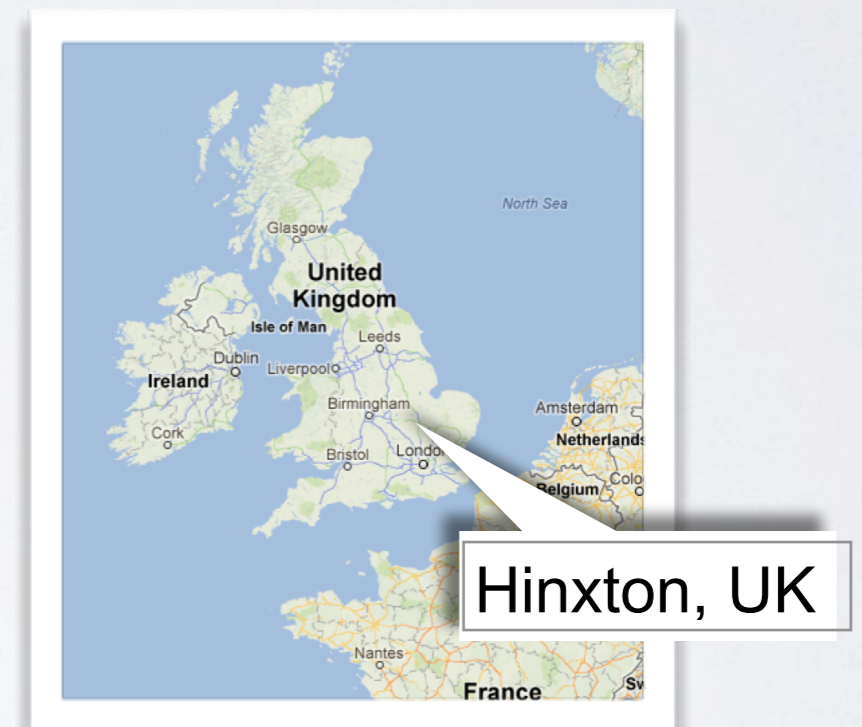 North Sea
Glasgow
United
Kingdom
Isle of Man
Leeds
Dublin
Liverpool
Ireland
Birmingham
Amsterdam
Cork
Netherlands
Bristol
Londo
Colo
Belgium
Hinxton, UK
Nantes
France
Sw